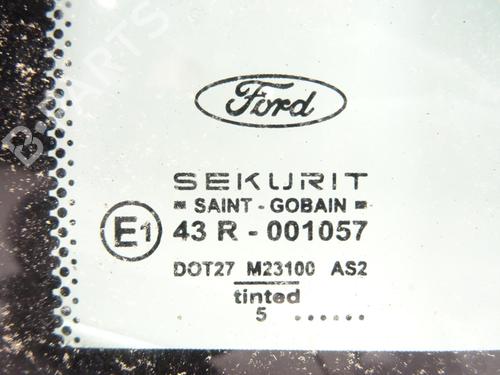 Ford
SEKURIT
SAINT - GOBAIN
E1 43 R - 001057
DOT27 M23100 AS2
tinted
5 ......